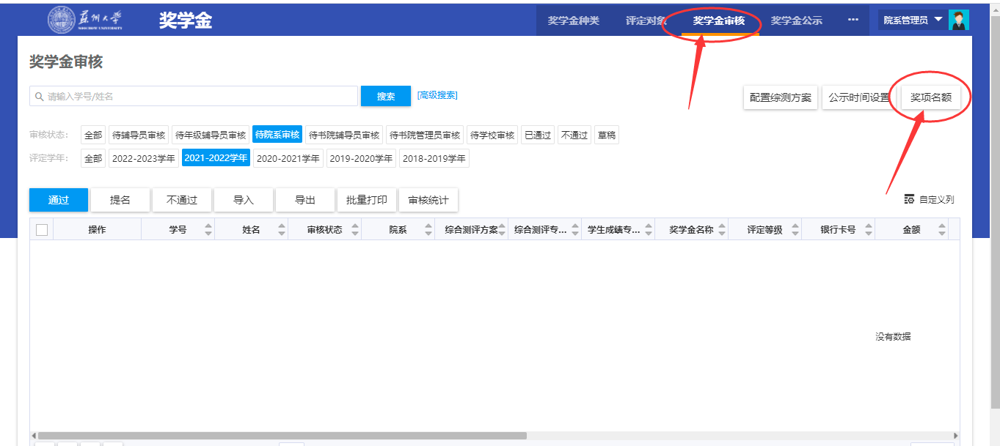 苏州大学
SOOCHOW UNIVERSITY
奖学金
奖学金种类 评定对象 奖学金审核 奖学金公示 ··· 院系管理员
奖学金审核
请输入学号/姓名 搜索 [高级搜索] 配置综测方案 公示时间设置 奖项名额
审核状态: 全部 待辅导员审核 待年级辅导员审核 待院系审核 待书院辅导员审核 待书院管理员审核 待学校审核 已通过 不通过 草稿
评定学年: 全部 2022-2023学年 2021-2022学年 2020-2021学年 2019-2020学年 2018-2019学年
通过 提名 不通过 导入 导出 批量打印 审核统计 自定义列
操作 学号 姓名 审核状态 院系 综合测评方案 综合测评专... 学生成绩专... 奖学金名称 评定等级 银行卡号 金额
没有数据